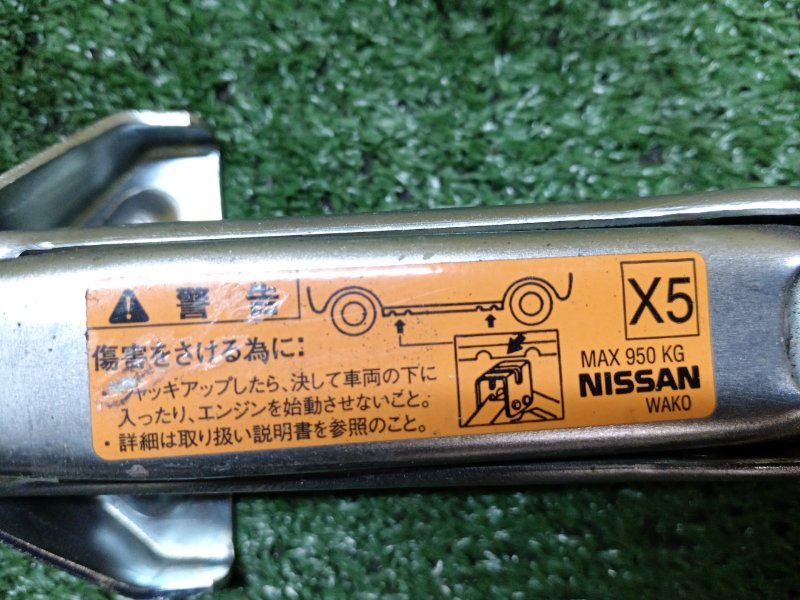 警告
傷害をさける為に:
・ジャッキアップしたら、決して車両の下に
入ったり、エンジンを始動させないこと。
・詳細は取り扱い説明書を参照のこと。
X5
MAX 950 KG
NISSAN
WAKO